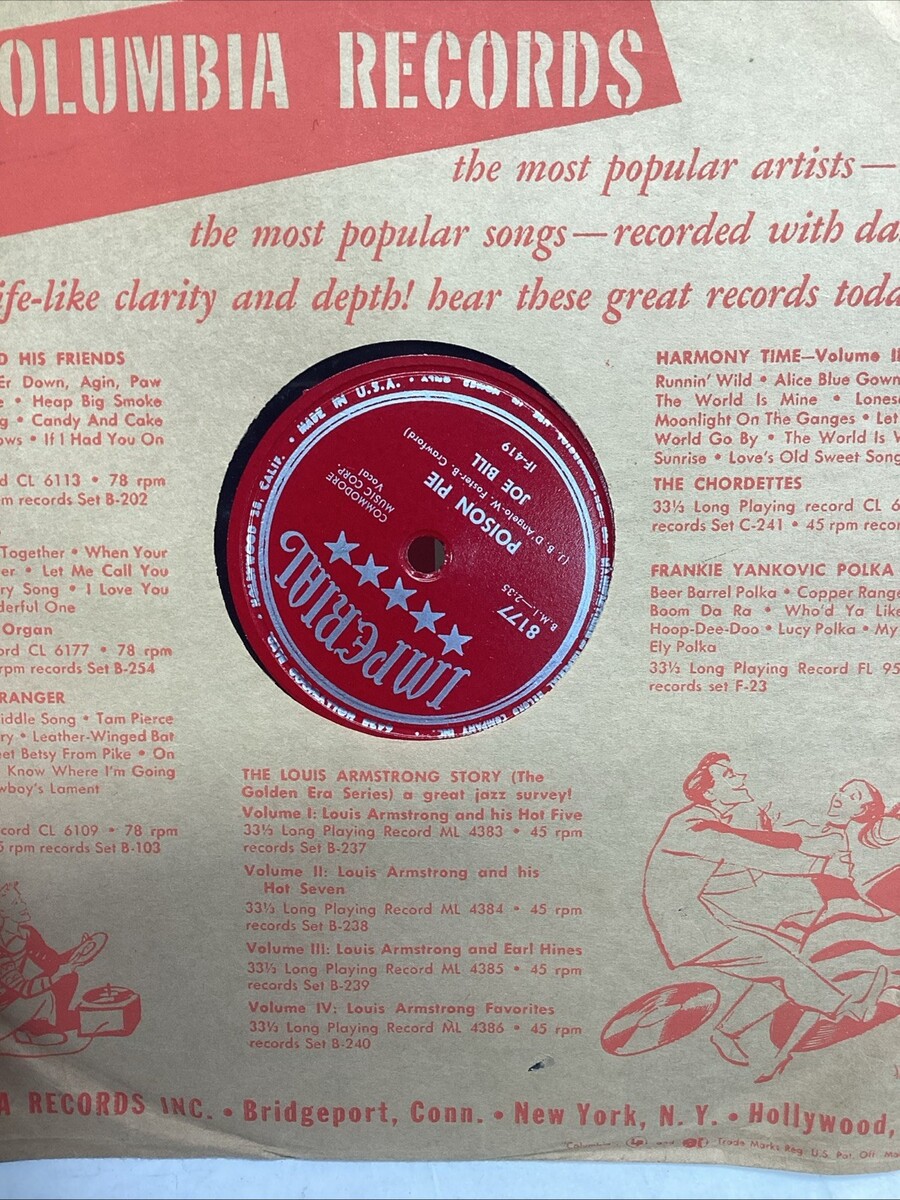 OLUMBIA RECORDS
the most popular artists—
the most popular songs—recorded with
ife-like clarity and depth! hear these great records
D HIS FRIENDS
Er Down, Agin, Paw
• Heap Big Smoke
• Candy And Cake
ows • If I Had You On
CL 6113 • 78 rpm
rpm records Set B-202
Together • When Your
er • Let Me Call You
ry Song • I Love You
derful One
Organ
ord CL 6177 • 78 rpm
rpm records Set B-254
RANGER
iddle Song • Tam Pierce
ry • Leather-Winged Bat
eet Betsy From Pike • On
Know Where I'm Going
wboy's Lament
ecord CL 6109 • 78 rpm
5 rpm records Set B-103
HARMONY TIME—Volume II
Runnin' Wild • Alice Blue Gown
The World Is Mine •
Moonlight On The Ganges • Let
World Go By • The World Is
Sunrise • Love's Old Sweet Song
THE CHORDETTES
33⅓ Long Playing record CL 6
records Set C-241 • 45 rpm
FRANKIE YANKOVIC POLKA
Beer Barrel Polka • Copper Range
Boom Da Ra • Who'd Ya Like
Hoop-Dee-Doo • Lucy Polka • My
Ely Polka
33⅓ Long Playing Record FL 95
records set F-23
MADE IN U.S.A.
HOLLYWOOD 28, CALIF.
IMPERIAL
8177
B.M.I.—2:35
COMMODORE
MUSIC CORP.
Vocal
POISON PIE
(J. B. D'Angelo-W. Foster-B. Crawford)
JOE BILL
IF-419
THE LOUIS ARMSTRONG STORY (The
Golden Era Series) a great jazz survey!
Volume I: Louis Armstrong and his Hot Five
33⅓ Long Playing Record ML 4383 • 45 rpm
records Set B-237
Volume II: Louis Armstrong and his
Hot Seven
33⅓ Long Playing Record ML 4384 • 45 rpm
records Set B-238
Volume III: Louis Armstrong and Earl Hines
33⅓ Long Playing Record ML 4385 • 45 rpm
records Set B-239
Volume IV: Louis Armstrong Favorites
33⅓ Long Playing Record ML 4386 • 45 rpm
records Set B-240
A RECORDS INC. • Bridgeport, Conn. • New York, N. Y. • Hollywood,
Trade Marks Reg. U.S. Pat. Off.